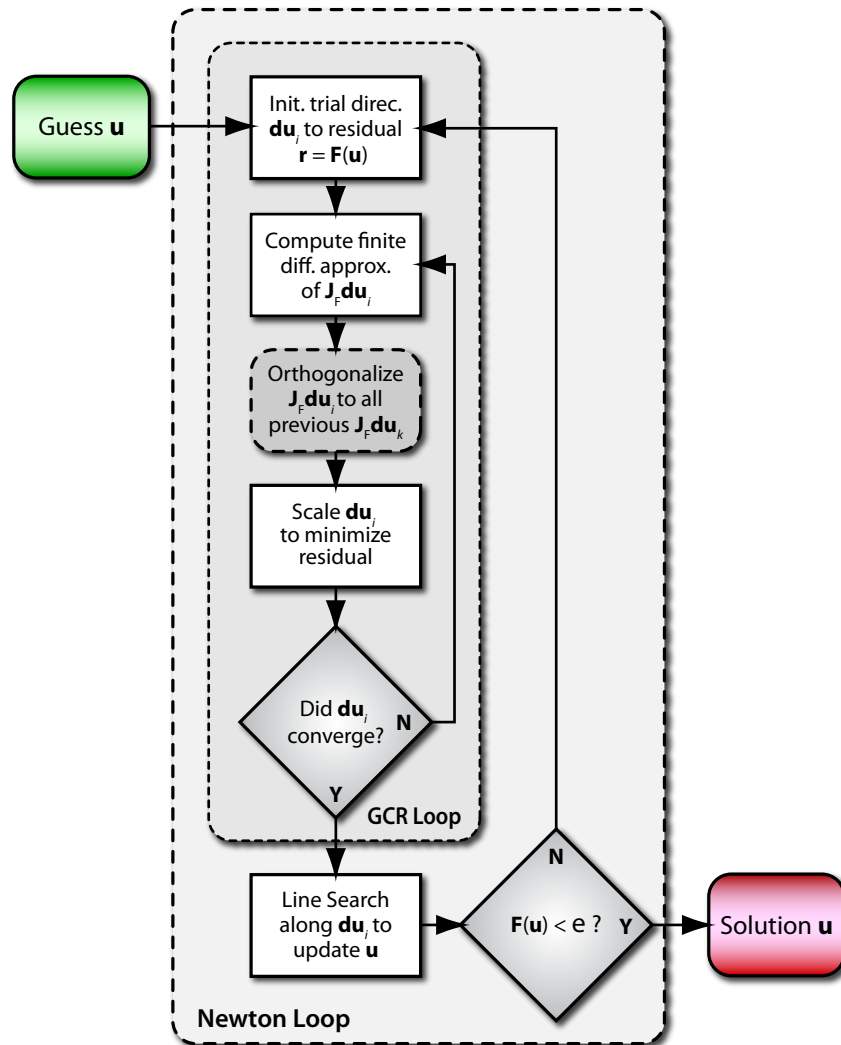 Guess u
Init. trial direc.
du_i to residual
r = F(u)
Compute finite
diff. approx.
of J_F du_i
Orthogonalize
J_F du_i to all
previous J_F du_k
Scale du_i
to minimize
residual
Did du_i
converge?
N
Y
GCR Loop
Line Search
along du_i to
update u
N
F(u) < e ?
Y
Solution u
Newton Loop